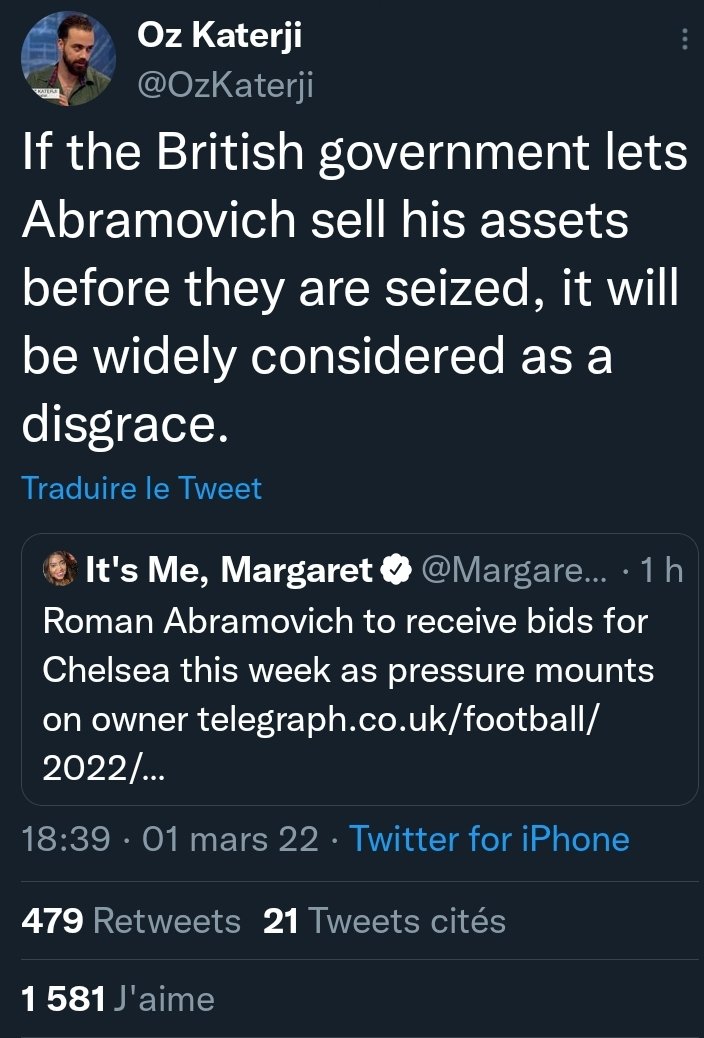 Oz Katerji
@OzKaterji
If the British government lets
Abramovich sell his assets
before they are seized, it will
be widely considered as a
disgrace.
Traduire le Tweet
It's Me, Margaret @Margare... · 1 h
Roman Abramovich to receive bids for
Chelsea this week as pressure mounts
on owner telegraph.co.uk/football/
2022/...
18:39 · 01 mars 22 · Twitter for iPhone
479 Retweets 21 Tweets cités
1 581 J'aime